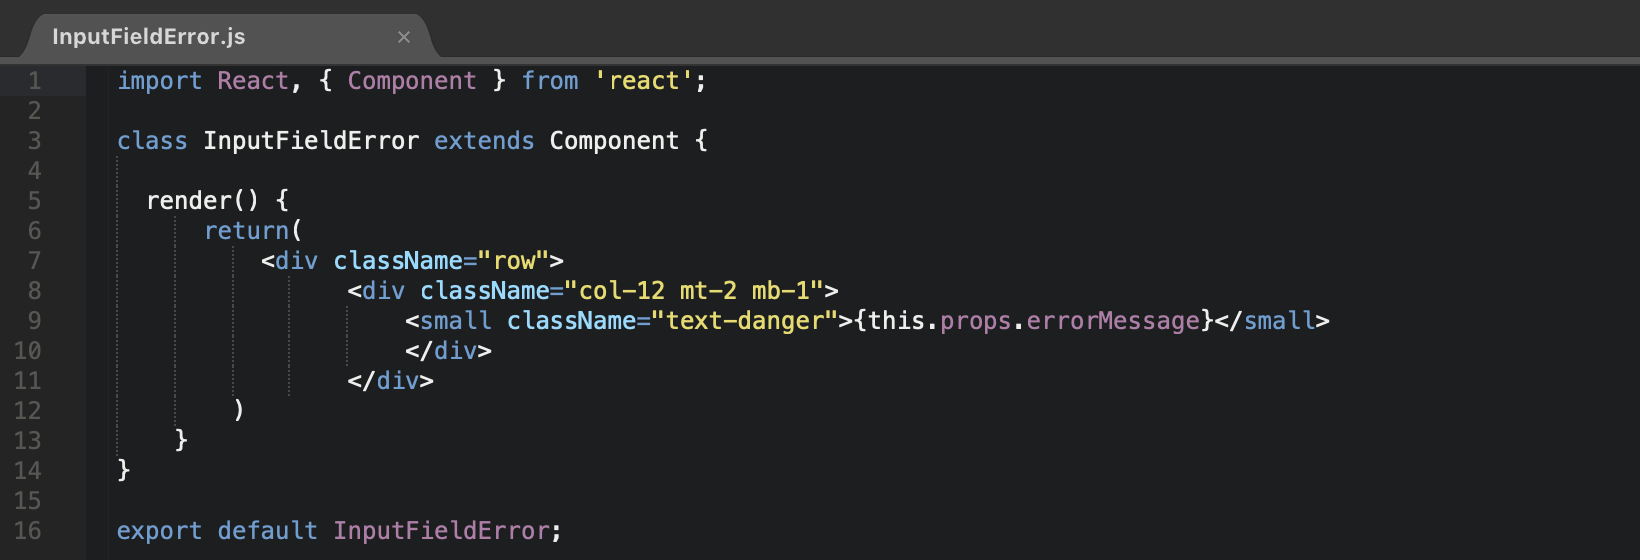 InputFieldError.js ×
1 import React, { Component } from 'react';
2
3 class InputFieldError extends Component {
4
5   render() {
6       return(
7           <div className="row">
8                 <div className="col-12 mt-2 mb-1">
9                     <small className="text-danger">{this.props.errorMessage}</small>
10                     </div>
11                 </div>
12         )
13     }
14 }
15
16 export default InputFieldError;